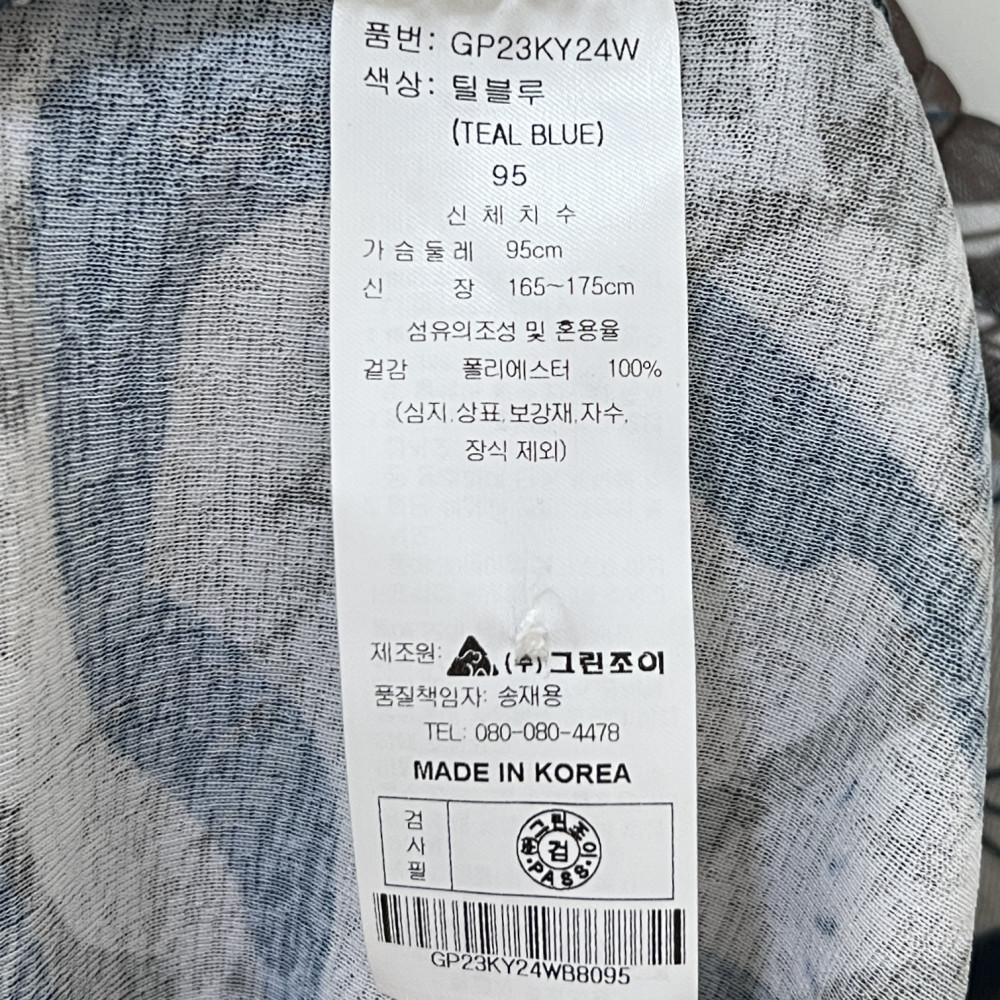 품번: GP23KY24W
색상: 틸블루
(TEAL BLUE)
95
신 체 치 수
가슴둘레 95cm
신 장 165~175cm
섬유의조성 및 혼용율
겉감 폴리에스터 100%
(심지,상표,보강재,자수,
장식 제외)
제조원: (주)그린조이
품질책임자: 송재용
TEL: 080-080-4478
MADE IN KOREA
검사필
그린조이
검
PASS
GP23KY24WB8095